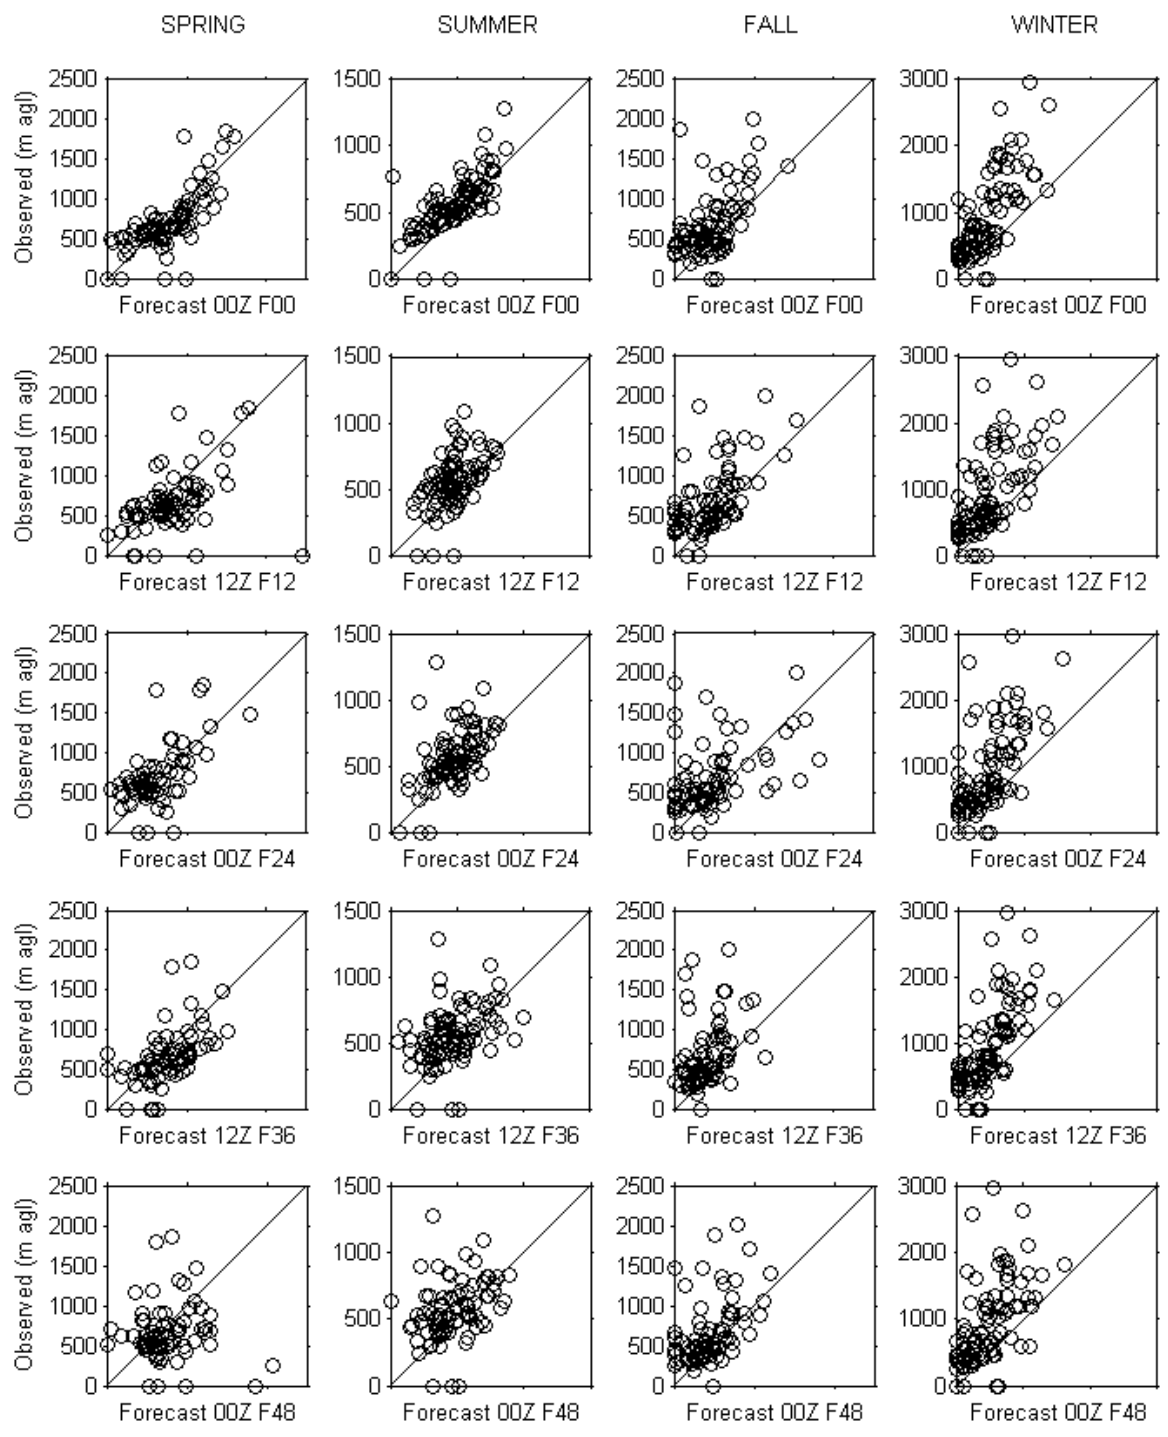 SPRING SUMMER FALL WINTER
2500 1500 2500 3000
2000 2000
1500 1000 1500 2000
1000 1000
500 500 500 1000
0 0 0 0
Observed (m agl)
Forecast 00Z F00 Forecast 00Z F00 Forecast 00Z F00 Forecast 00Z F00
2500 1500 2500 3000
2000 2000
1500 1000 1500 2000
1000 1000
500 500 500 1000
0 0 0 0
Observed (m agl)
Forecast 12Z F12 Forecast 12Z F12 Forecast 12Z F12 Forecast 12Z F12
2500 1500 2500 3000
2000 2000
1500 1000 1500 2000
1000 1000
500 500 500 1000
0 0 0 0
Observed (m agl)
Forecast 00Z F24 Forecast 00Z F24 Forecast 00Z F24 Forecast 00Z F24
2500 1500 2500 3000
2000 2000
1500 1000 1500 2000
1000 1000
500 500 500 1000
0 0 0 0
Observed (m agl)
Forecast 12Z F36 Forecast 12Z F36 Forecast 12Z F36 Forecast 12Z F36
2500 1500 2500 3000
2000 2000
1500 1000 1500 2000
1000 1000
500 500 500 1000
0 0 0 0
Observed (m agl)
Forecast 00Z F48 Forecast 00Z F48 Forecast 00Z F48 Forecast 00Z F48